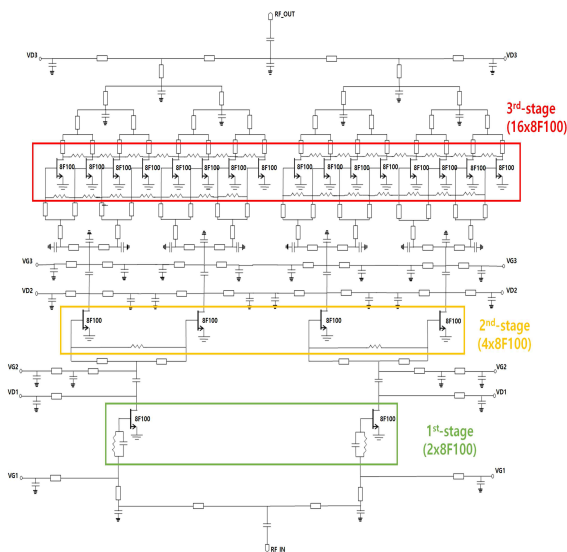 RF_OUT
VD3 VD3
3rd-stage
(16x8F100)
8F100 8F100 8F100 8F100 8F100 8F100 8F100 8F100 8F100 8F100 8F100 8F100 8F100 8F100 8F100 8F100
VG3 VG3
VD2 VD2
8F100 8F100 8F100 8F100
2nd-stage
(4x8F100)
VG2 VG2
VD1 VD1
8F100 8F100
1st-stage
(2x8F100)
VG1 VG1
RF IN